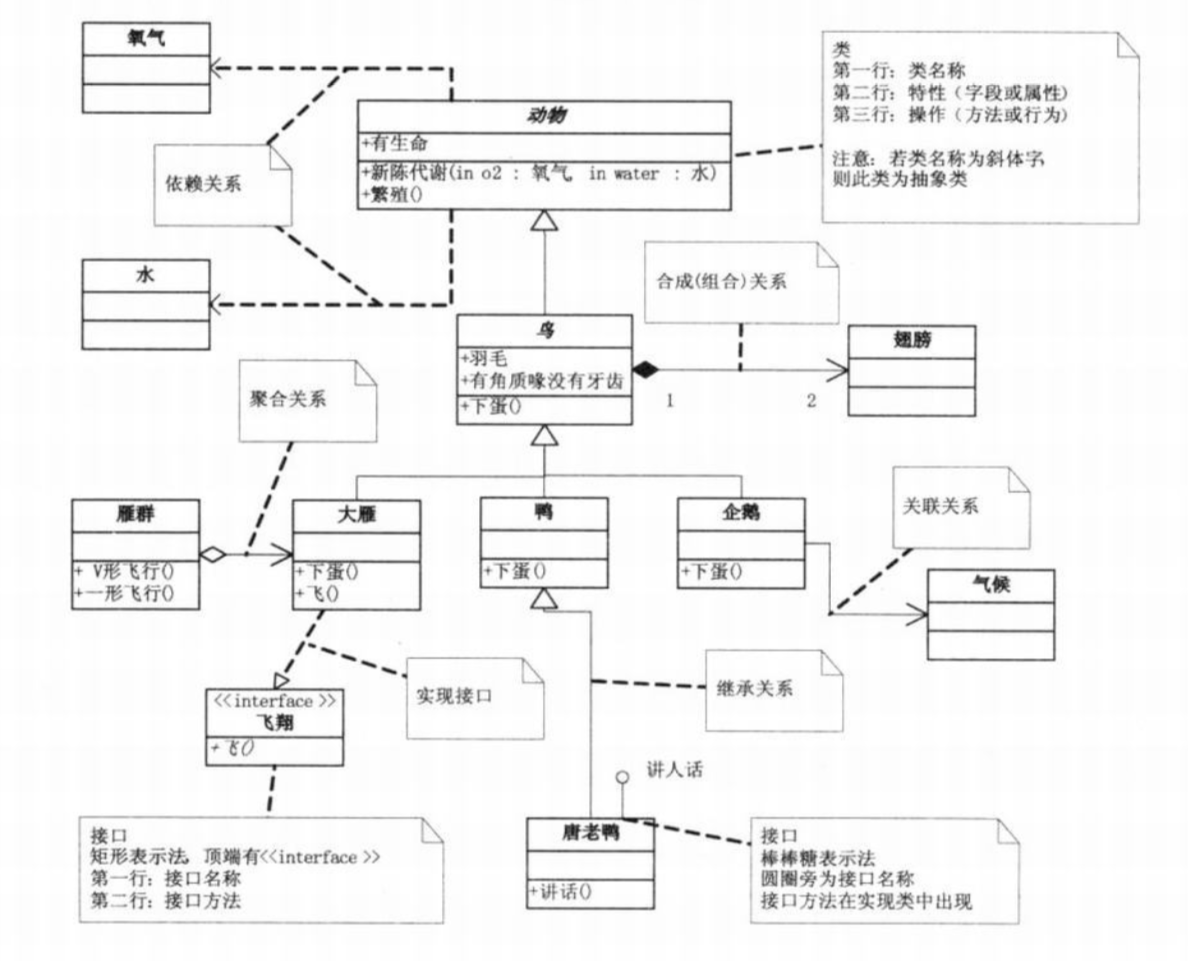 氧气
类
第一行：类名称
第二行：特性（字段或属性）
第三行：操作（方法或行为）
注意：若类名称为斜体字，
则此类为抽象类
动物
+有生命
+新陈代谢(in o2 : 氧气, in water : 水)
+繁殖()
依赖关系
水
合成(组合)关系
鸟
+羽毛
+有角质喙没有牙齿
+下蛋()
1
2
翅膀
聚合关系
雁群
+ V形飞行()
+一形飞行()
大雁
+下蛋()
+飞()
鸭
+下蛋()
企鹅
+下蛋()
关联关系
气候
实现接口
继承关系
<<interface >>
飞翔
+飞()
讲人话
唐老鸭
+讲话()
接口
矩形表示法，顶端有<<interface >>
第一行：接口名称
第二行：接口方法
接口
棒棒糖表示法
圆圈旁为接口名称
接口方法在实现类中出现